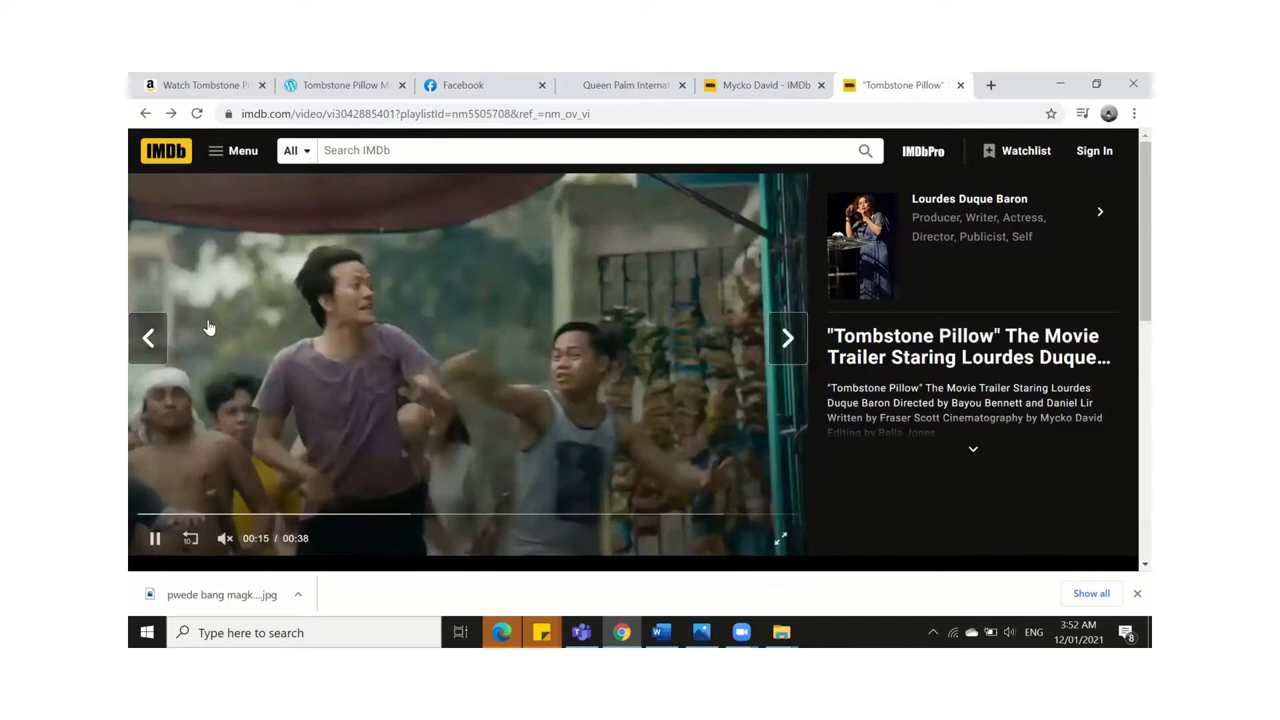 Watch Tombstone Pi
Tombstone Pillow M
Facebook
Queen Palm Internat
Mycko David - IMDb
"Tombstone Pillow"
imdb.com/video/vi3042885401?playlistId=nm5505708&ref_=nm_ov_vi
IMDb
Menu
All
Search IMDb
IMDbPro
Watchlist
Sign In
Lourdes Duque Baron
Producer, Writer, Actress,
Director, Publicist, Self
"Tombstone Pillow" The Movie
Trailer Staring Lourdes Duque...
"Tombstone Pillow" The Movie Trailer Staring Lourdes
Duque Baron Directed by Bayou Bennett and Daniel Lir
Written by Fraser Scott Cinematography by Mycko David
Editing by Bella Jones
10
00:15 / 00:38
pwede bang magk....jpg
Show all
Type here to search
ENG
3:52 AM
12/01/2021
8